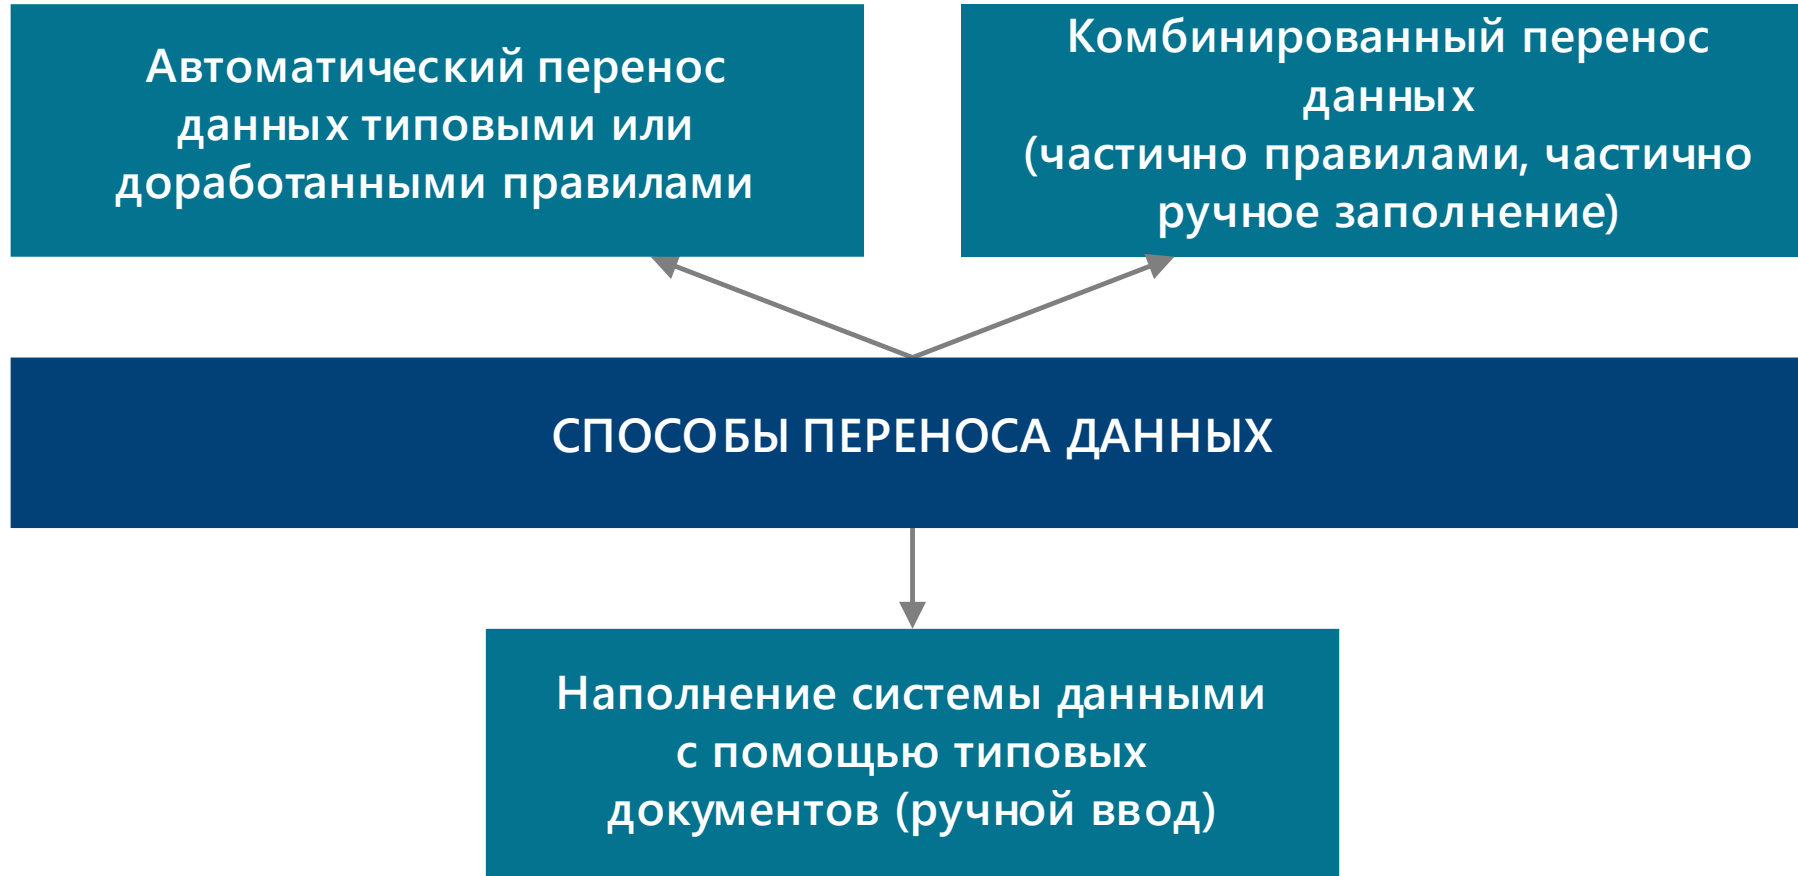 Автоматический перенос
данных типовыми или
доработанными правилами
Комбинированный перенос
данных
(частично правилами, частично
ручное заполнение)
СПОСОБЫ ПЕРЕНОСА ДАННЫХ
Наполнение системы данными
с помощью типовых
документов (ручной ввод)